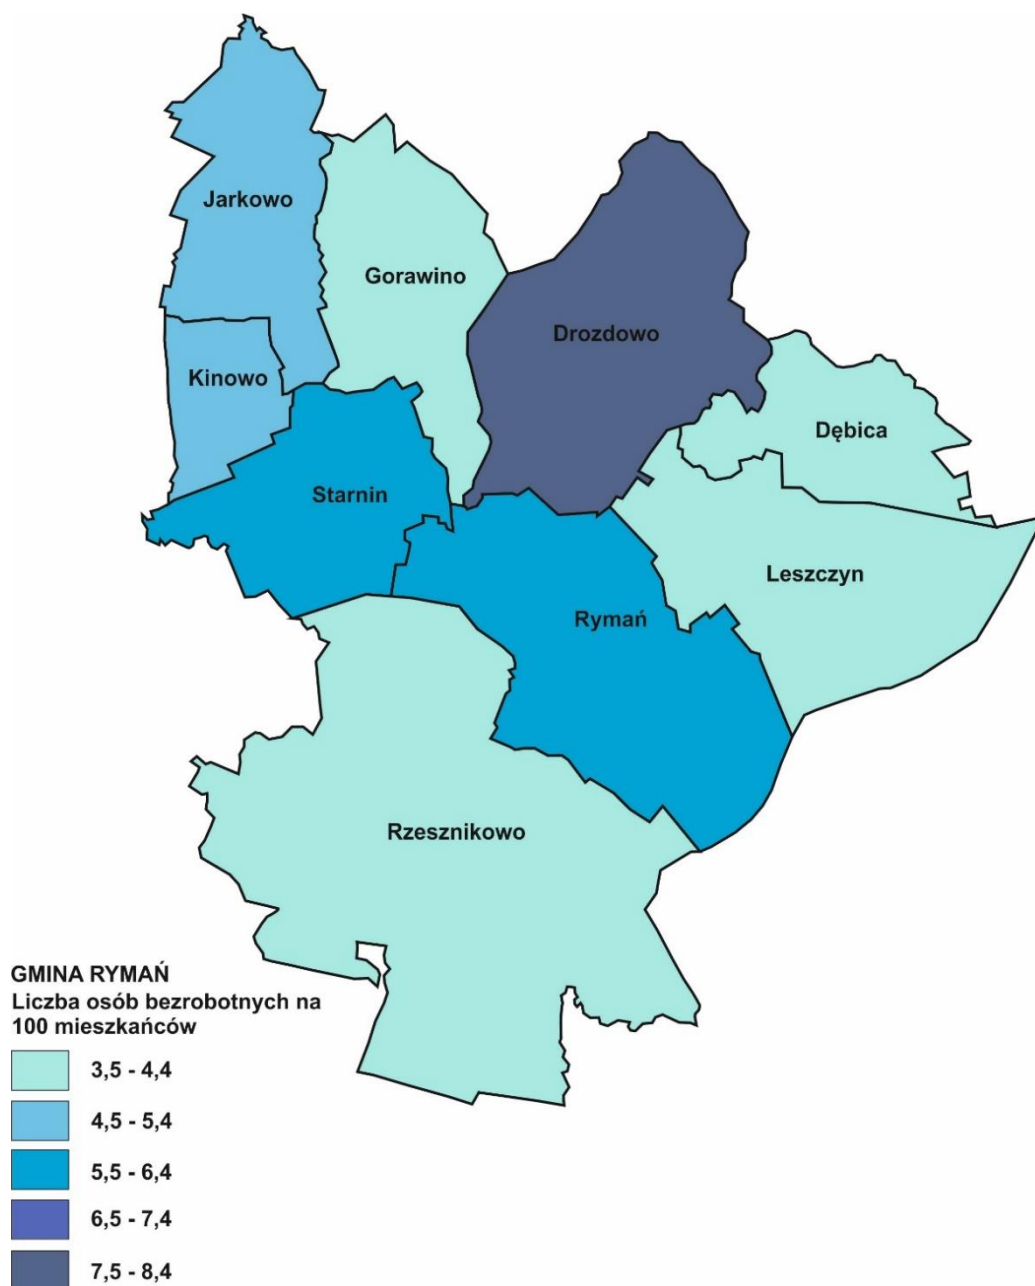 Jarkowo
Gorawino
Drozdowo
Kinowo
Dębica
Starnin
Leszczyn
Rymań
Rzesznikowo
GMINA RYMAŃ
Liczba osób bezrobotnych na
100 mieszkańców
3,5 - 4,4
4,5 - 5,4
5,5 - 6,4
6,5 - 7,4
7,5 - 8,4